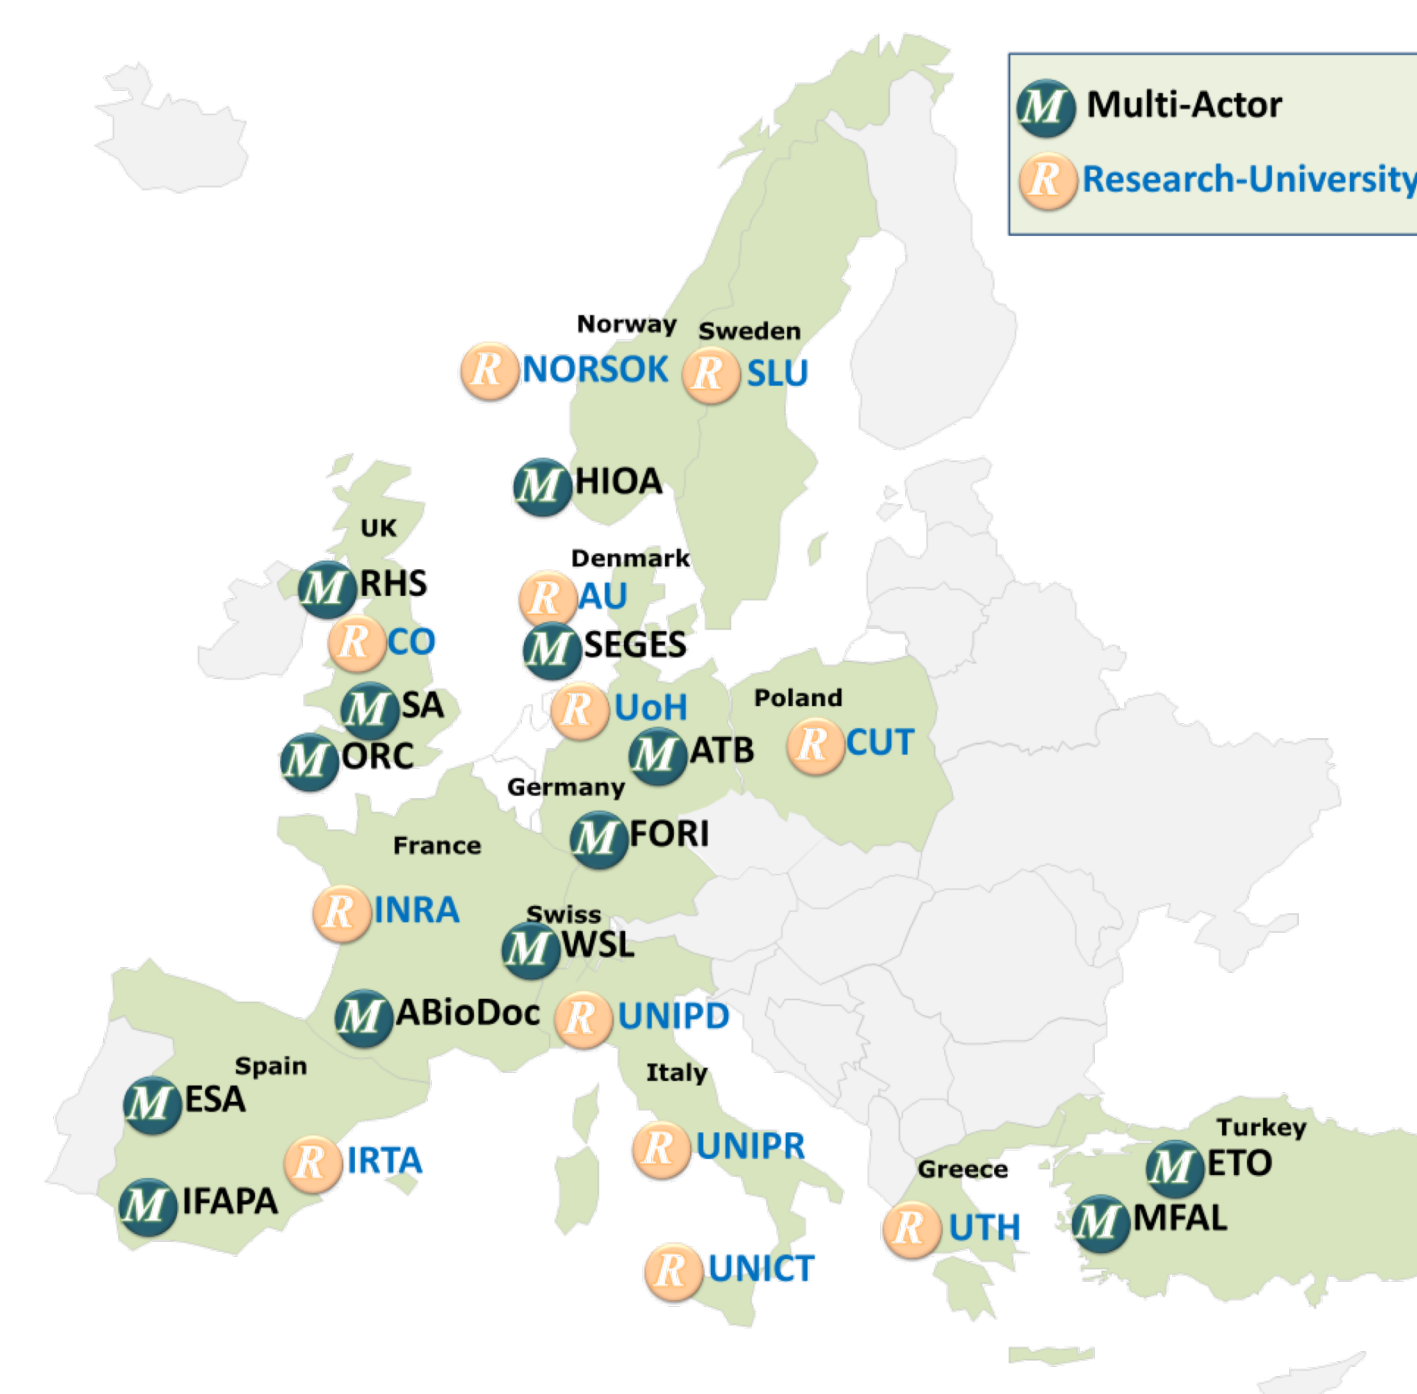 M Multi-Actor
R Research-University
Norway
Sweden
R NORSOK
R SLU
M HIOA
UK
Denmark
M RHS
R AU
R CO
M SEGES
Poland
M SA
R UoH
R CUT
M ORC
M ATB
Germany
M FORI
France
R INRA
Swiss
M WSL
M ABioDoc
R UNIPD
Spain
Italy
M ESA
Turkey
R UNIPR
R IRTA
Greece
M ETO
M IFAPA
R UTH
M MFAL
R UNICT